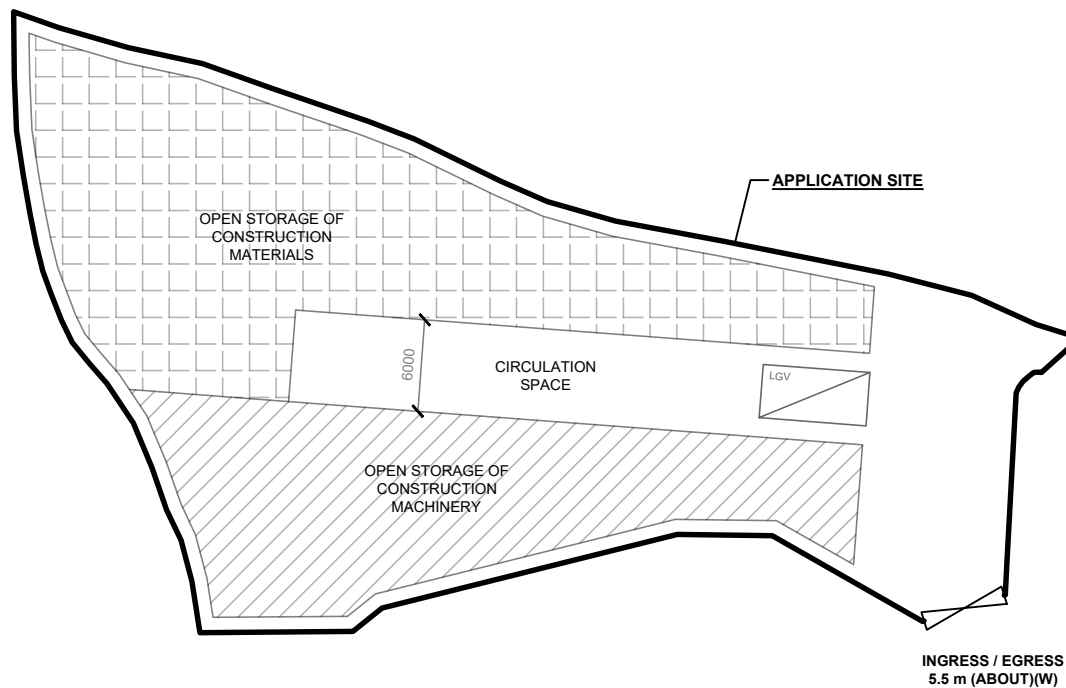 APPLICATION SITE
OPEN STORAGE OF
CONSTRUCTION
MATERIALS
6000
CIRCULATION
SPACE
LGV
OPEN STORAGE OF
CONSTRUCTION
MACHINERY
INGRESS / EGRESS
5.5 m (ABOUT)(W)